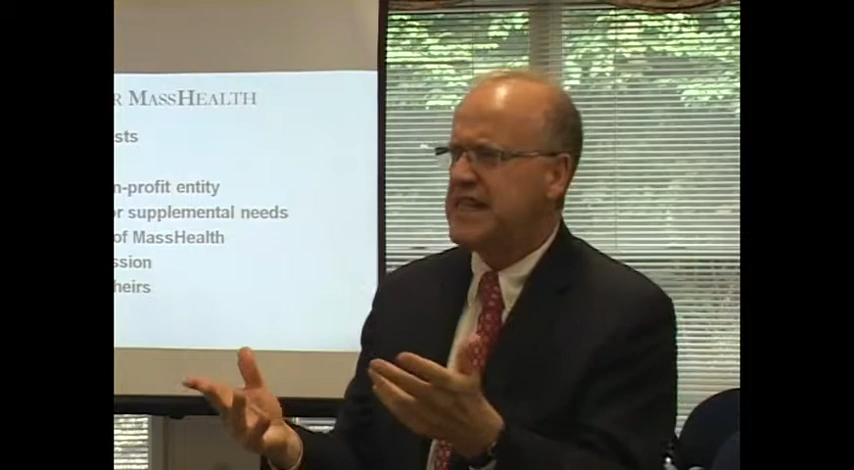 R MASSHEALTH
sts
n-profit entity
or supplemental needs
of MassHealth
ssion
heirs